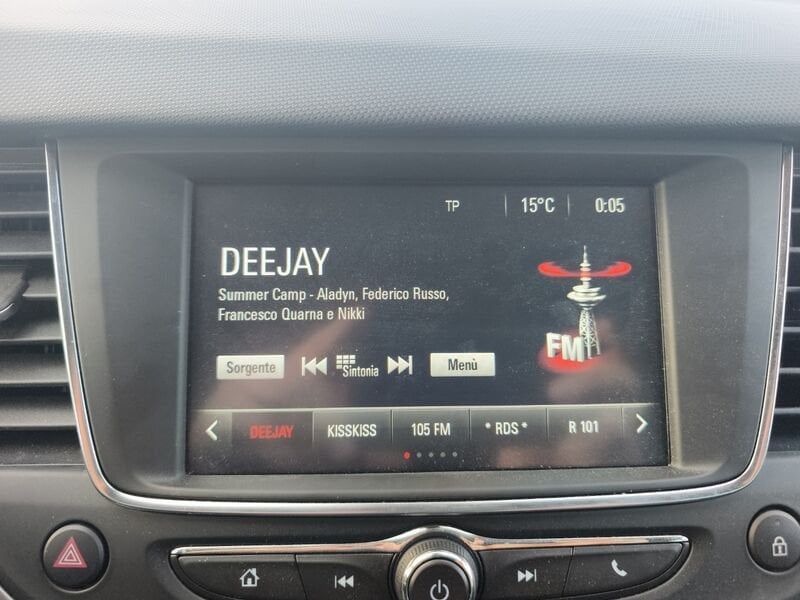 TP 15°C 0:05
DEEJAY
Summer Camp - Aladyn, Federico Russo,
Francesco Quarna e Nikki
FM
Sorgente Sintonia Menù
DEEJAY KISSKISS 105 FM * RDS * R 101